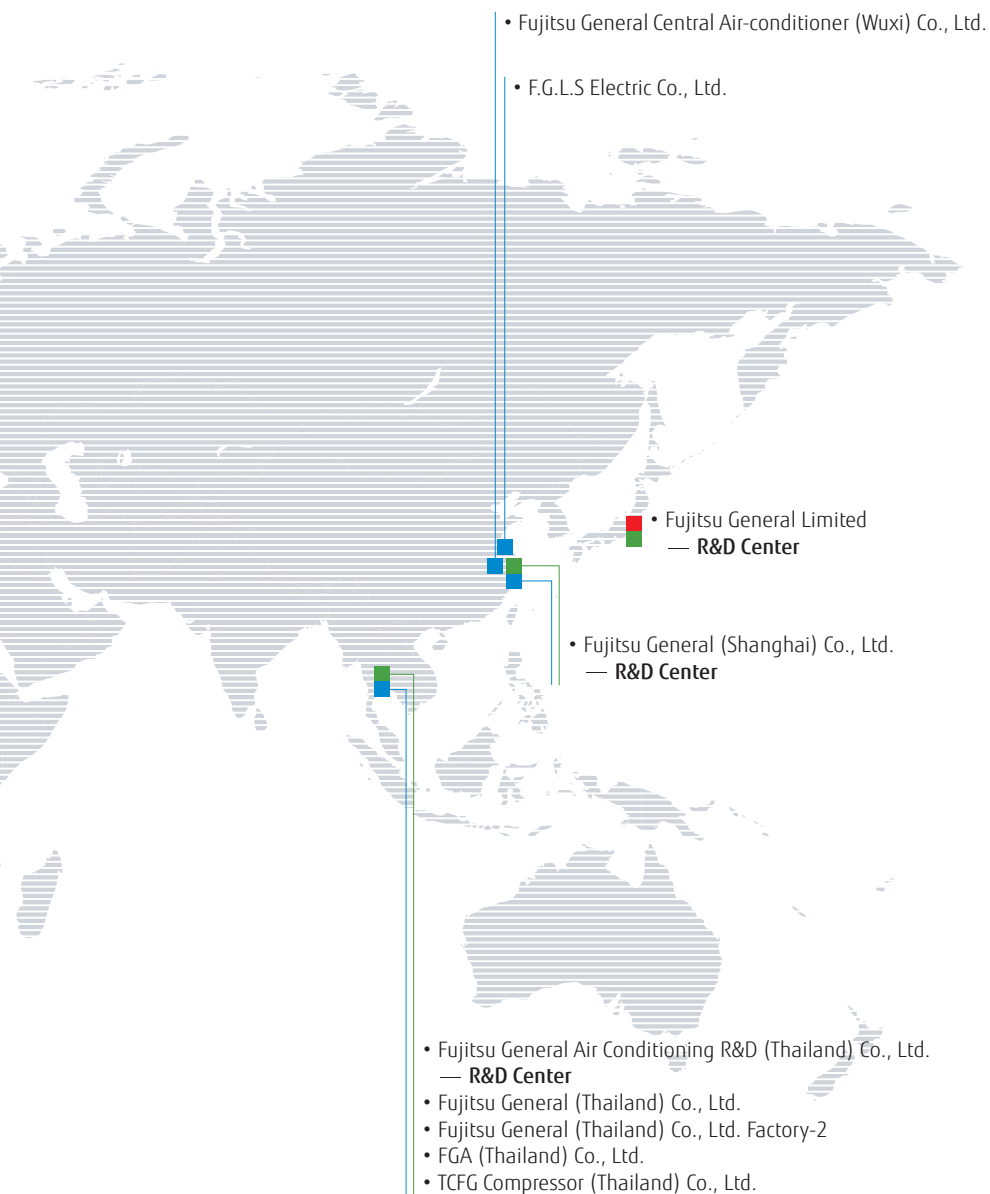 • Fujitsu General Central Air-conditioner (Wuxi) Co., Ltd.
• F.G.L.S Electric Co., Ltd.
• Fujitsu General Limited
— R&D Center
• Fujitsu General (Shanghai) Co., Ltd.
— R&D Center
• Fujitsu General Air Conditioning R&D (Thailand) Co., Ltd.
— R&D Center
• Fujitsu General (Thailand) Co., Ltd.
• Fujitsu General (Thailand) Co., Ltd. Factory-2
• FGA (Thailand) Co., Ltd.
• TCFG Compressor (Thailand) Co., Ltd.